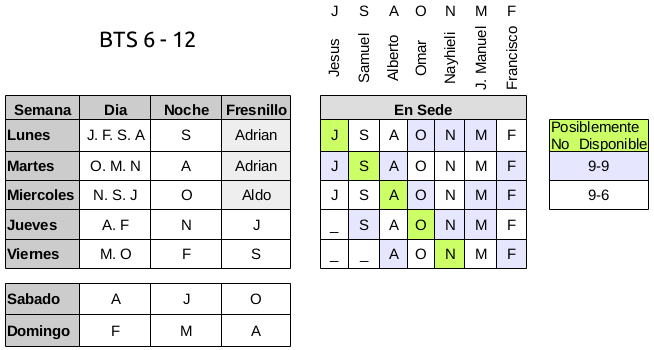 BTS 6 - 12
J S A O N M F
Jesus Samuel Alberto Omar Nayhieli J. Manuel Francisco
Semana Dia Noche Fresnillo
Lunes J. F. S. A S Adrian
Martes O. M. N A Adrian
Miercoles N. S. J O Aldo
Jueves A. F N J
Viernes M. O F S
Sabado A J O
Domingo F M A
En Sede
J S A O N M F
J S A O N M F
J S A O N M F
_ S A O N M F
_ _ A O N M F
Posiblemente
No Disponible
9-9
9-6